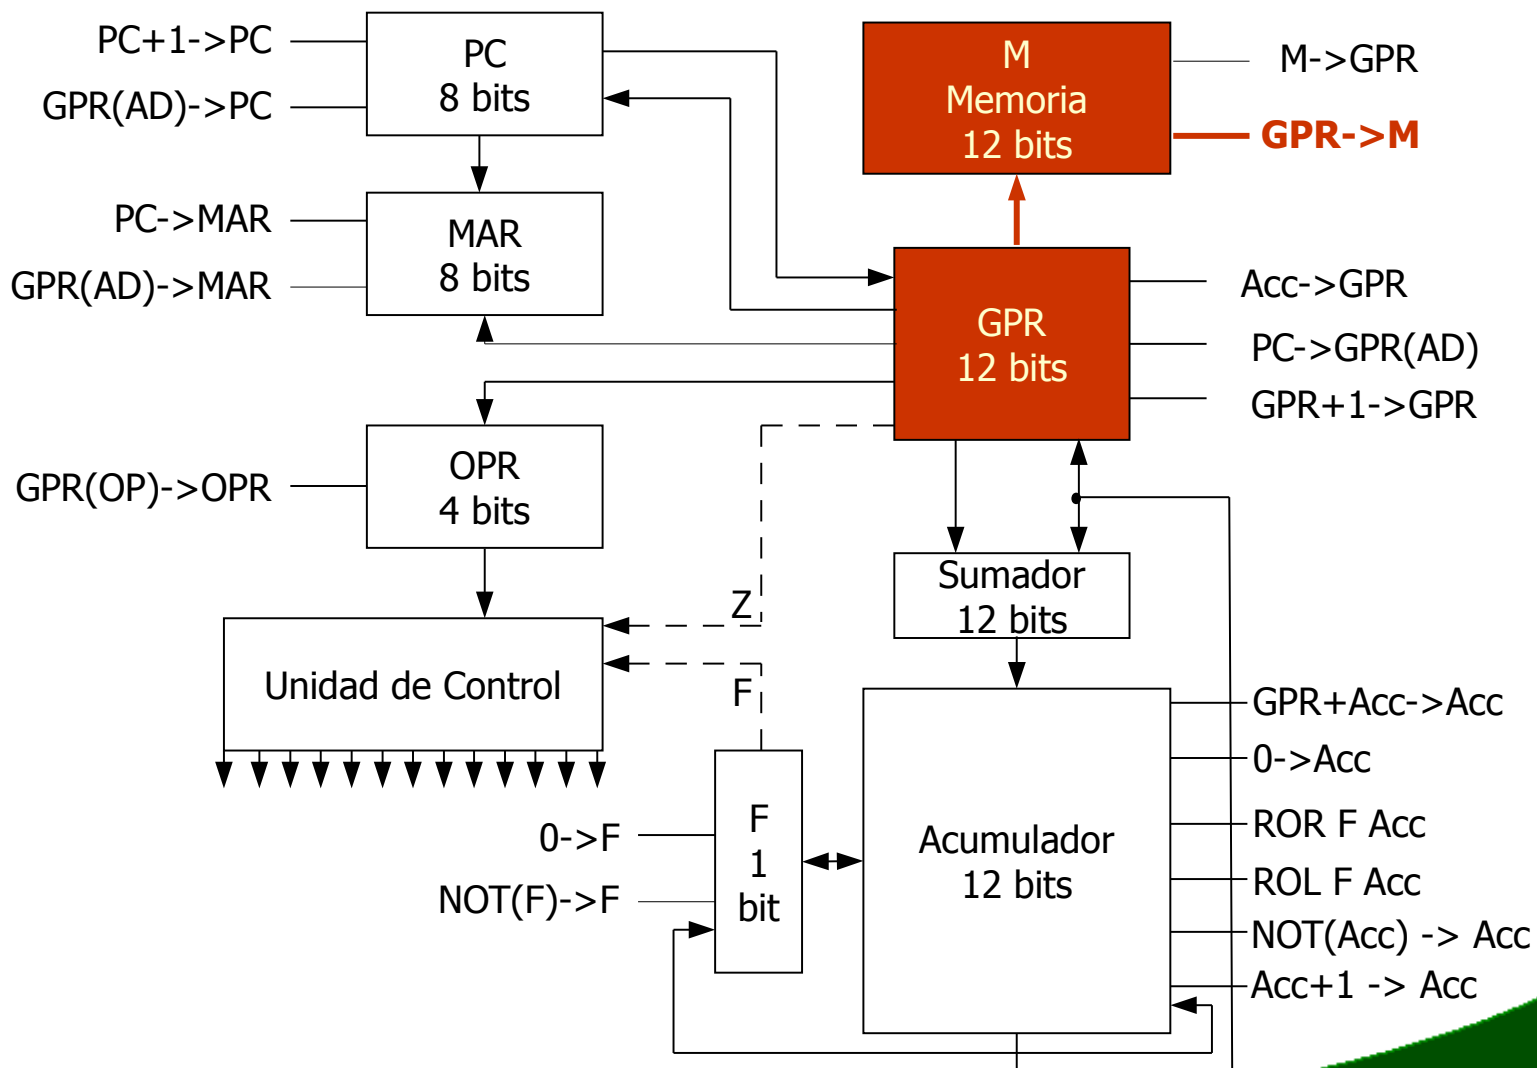 PC+1->PC
GPR(AD)->PC
PC
8 bits
M
Memoria
12 bits
M->GPR
GPR->M
PC->MAR
GPR(AD)->MAR
MAR
8 bits
GPR
12 bits
Acc->GPR
PC->GPR(AD)
GPR+1->GPR
GPR(OP)->OPR
OPR
4 bits
Sumador
12 bits
Z
F
Unidad de Control
0->F
NOT(F)->F
F
1
bit
Acumulador
12 bits
GPR+Acc->Acc
0->Acc
ROR F Acc
ROL F Acc
NOT(Acc) -> Acc
Acc+1 -> Acc